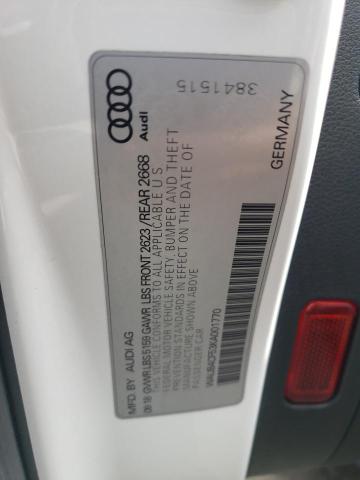 3841515
Audi
GERMANY
MFD. BY AUDI AG
08-18 GVWR LBS 5159 GAWR LBS FRONT 2623/REAR 2668
THIS VEHICLE CONFORMS TO ALL APPLICABLE U S
FEDERAL MOTOR VEHICLE SAFETY, BUMPER AND THEFT
PREVENTION STANDARDS IN EFFECT ON THE DATE OF
MANUFACTURE SHOWN ABOVE.
PASSENGER CAR